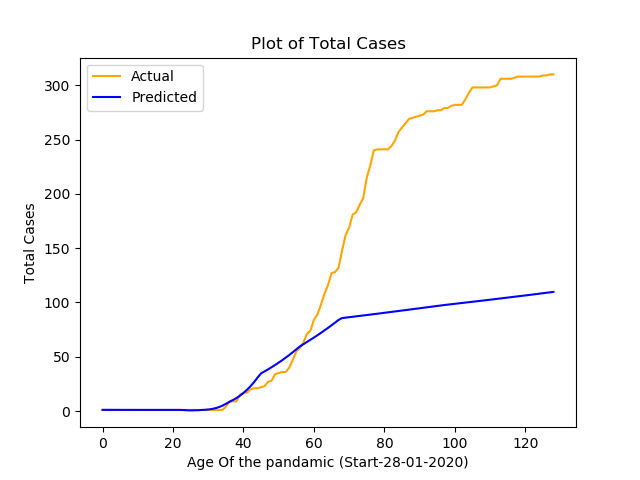 Plot of Total Cases
Actual
Predicted
300
250
200
150
100
50
0
Total Cases
0 20 40 60 80 100 120
Age Of the pandamic (Start-28-01-2020)